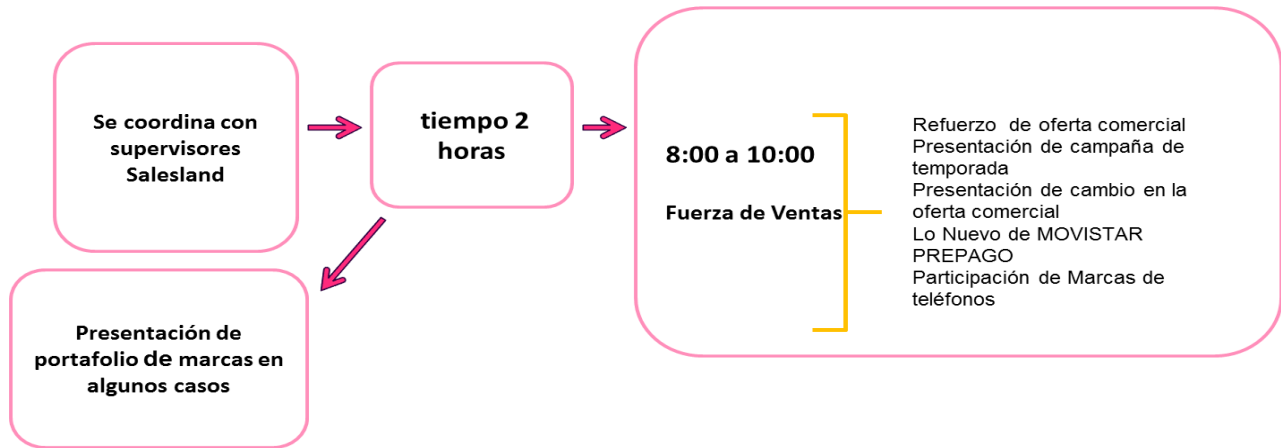 Se coordina con
supervisores
Salesland
tiempo 2
horas
8:00 a 10:00
Fuerza de Ventas
Refuerzo de oferta comercial
Presentación de campaña de
temporada
Presentación de cambio en la
oferta comercial
Lo Nuevo de MOVISTAR
PREPAGO
Participación de Marcas de
teléfonos
Presentación de
portafolio de marcas en
algunos casos